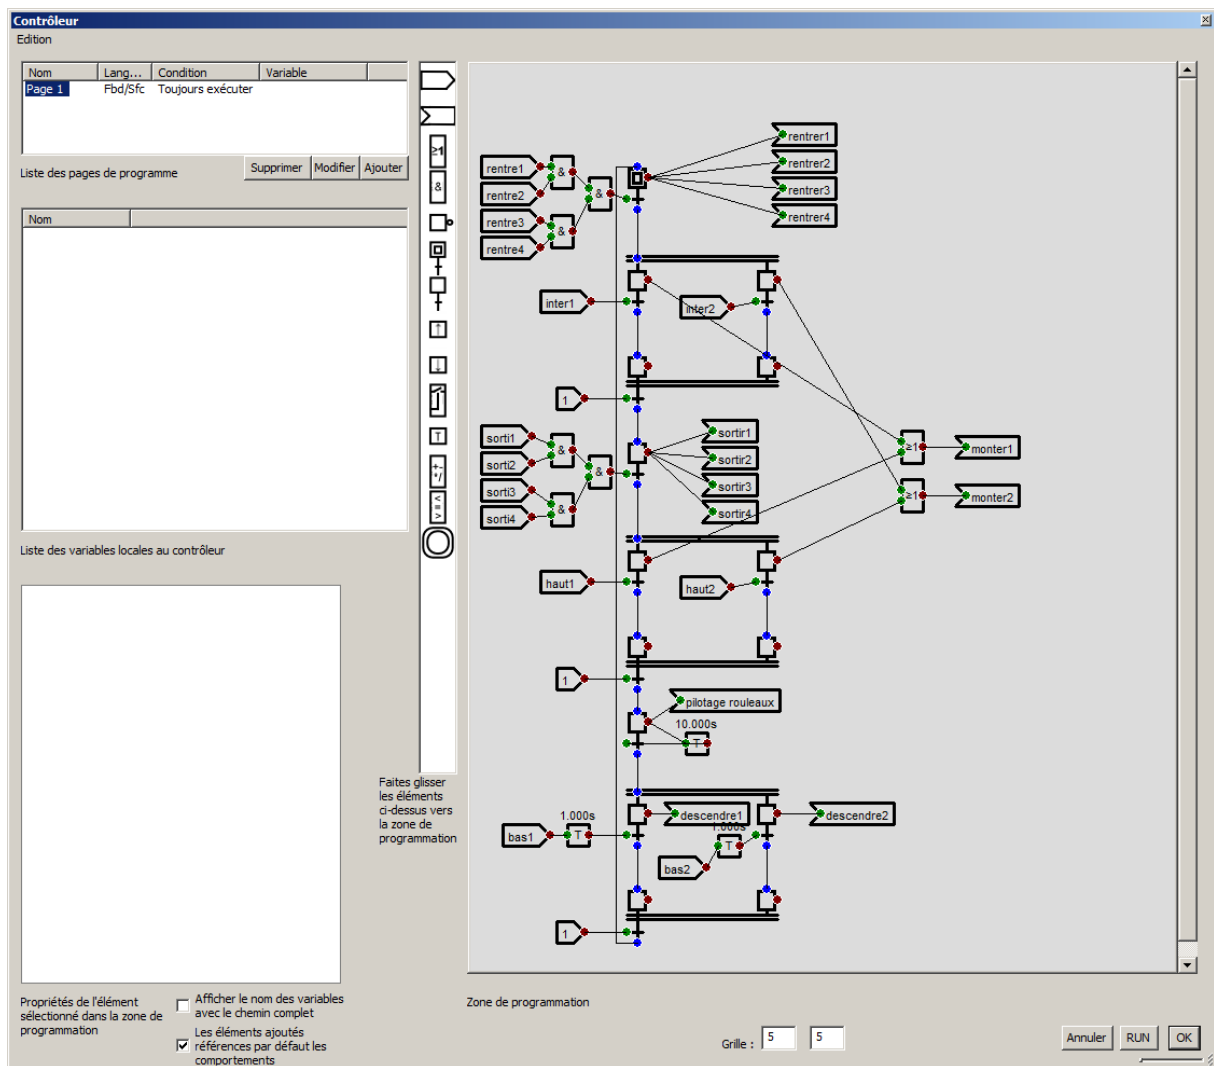 Contrôleur
Edition
Nom Lang... Condition Variable
Page 1 Fbd/Sfc Toujours exécuter
Liste des pages de programme
Supprimer Modifier Ajouter
Nom
Liste des variables locales au contrôleur
Propriétés de l'élément
sélectionné dans la zone de
programmation
Afficher le nom des variables
avec le chemin complet
Les éléments ajoutés
références par défaut les
comportements
≥1
&
T
+-
*/
<
=
>
Faites glisser
les éléments
ci-dessus vers
la zone de
programmation
rentre1
rentre2
rentre3
rentre4
&
&
&
rentrer1
rentrer2
rentrer3
rentrer4
inter1
inter2
1
sorti1
sorti2
sorti3
sorti4
&
&
&
sortir1
sortir2
sortir3
sortir4
≥1
monter1
≥1
monter2
haut1
haut2
1
pilotage rouleaux
10.000s
T
1.000s
bas1
T
descendre1
descendre2
1.000s
T
bas2
1
Zone de programmation
Grille : 5 5
Annuler RUN OK